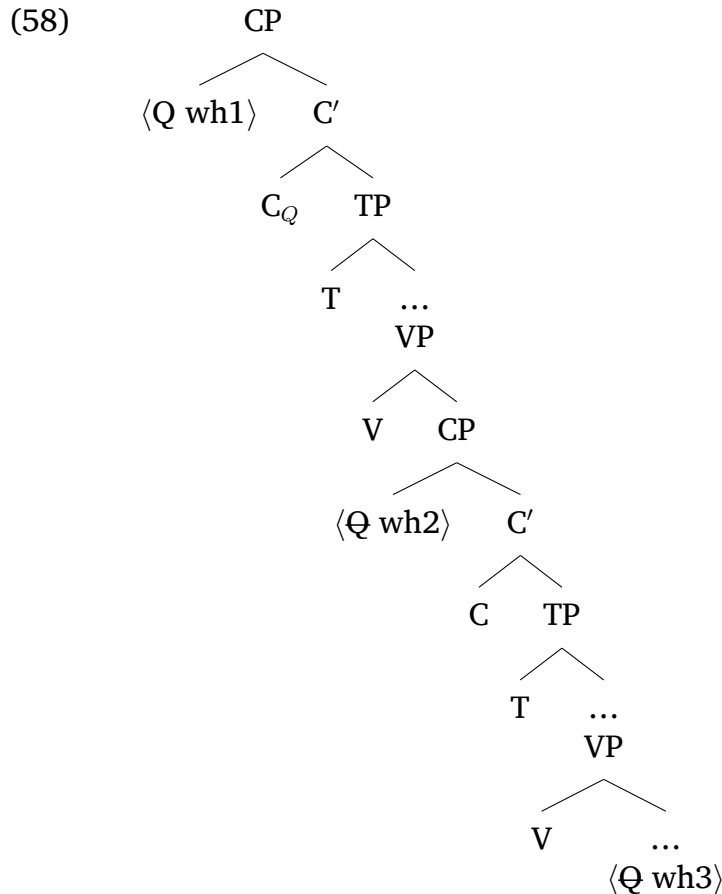 (58) CP
⟨Q wh1⟩ C′
C_Q TP
T …
VP
V CP
⟨Q̶ wh2⟩ C′
C TP
T …
VP
V …
⟨Q̶ wh3⟩